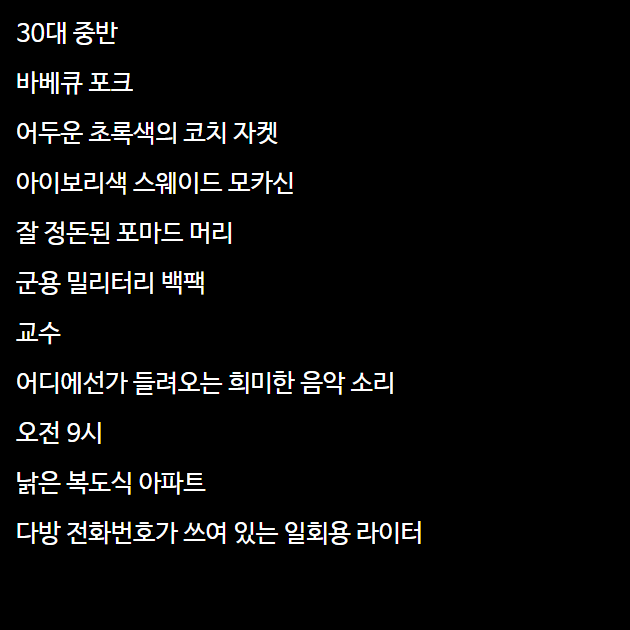 30대 중반
바베큐 포크
어두운 초록색의 코치 자켓
아이보리색 스웨이드 모카신
잘 정돈된 포마드 머리
군용 밀리터리 백팩
교수
어디에선가 들려오는 희미한 음악 소리
오전 9시
낡은 복도식 아파트
다방 전화번호가 쓰여 있는 일회용 라이터